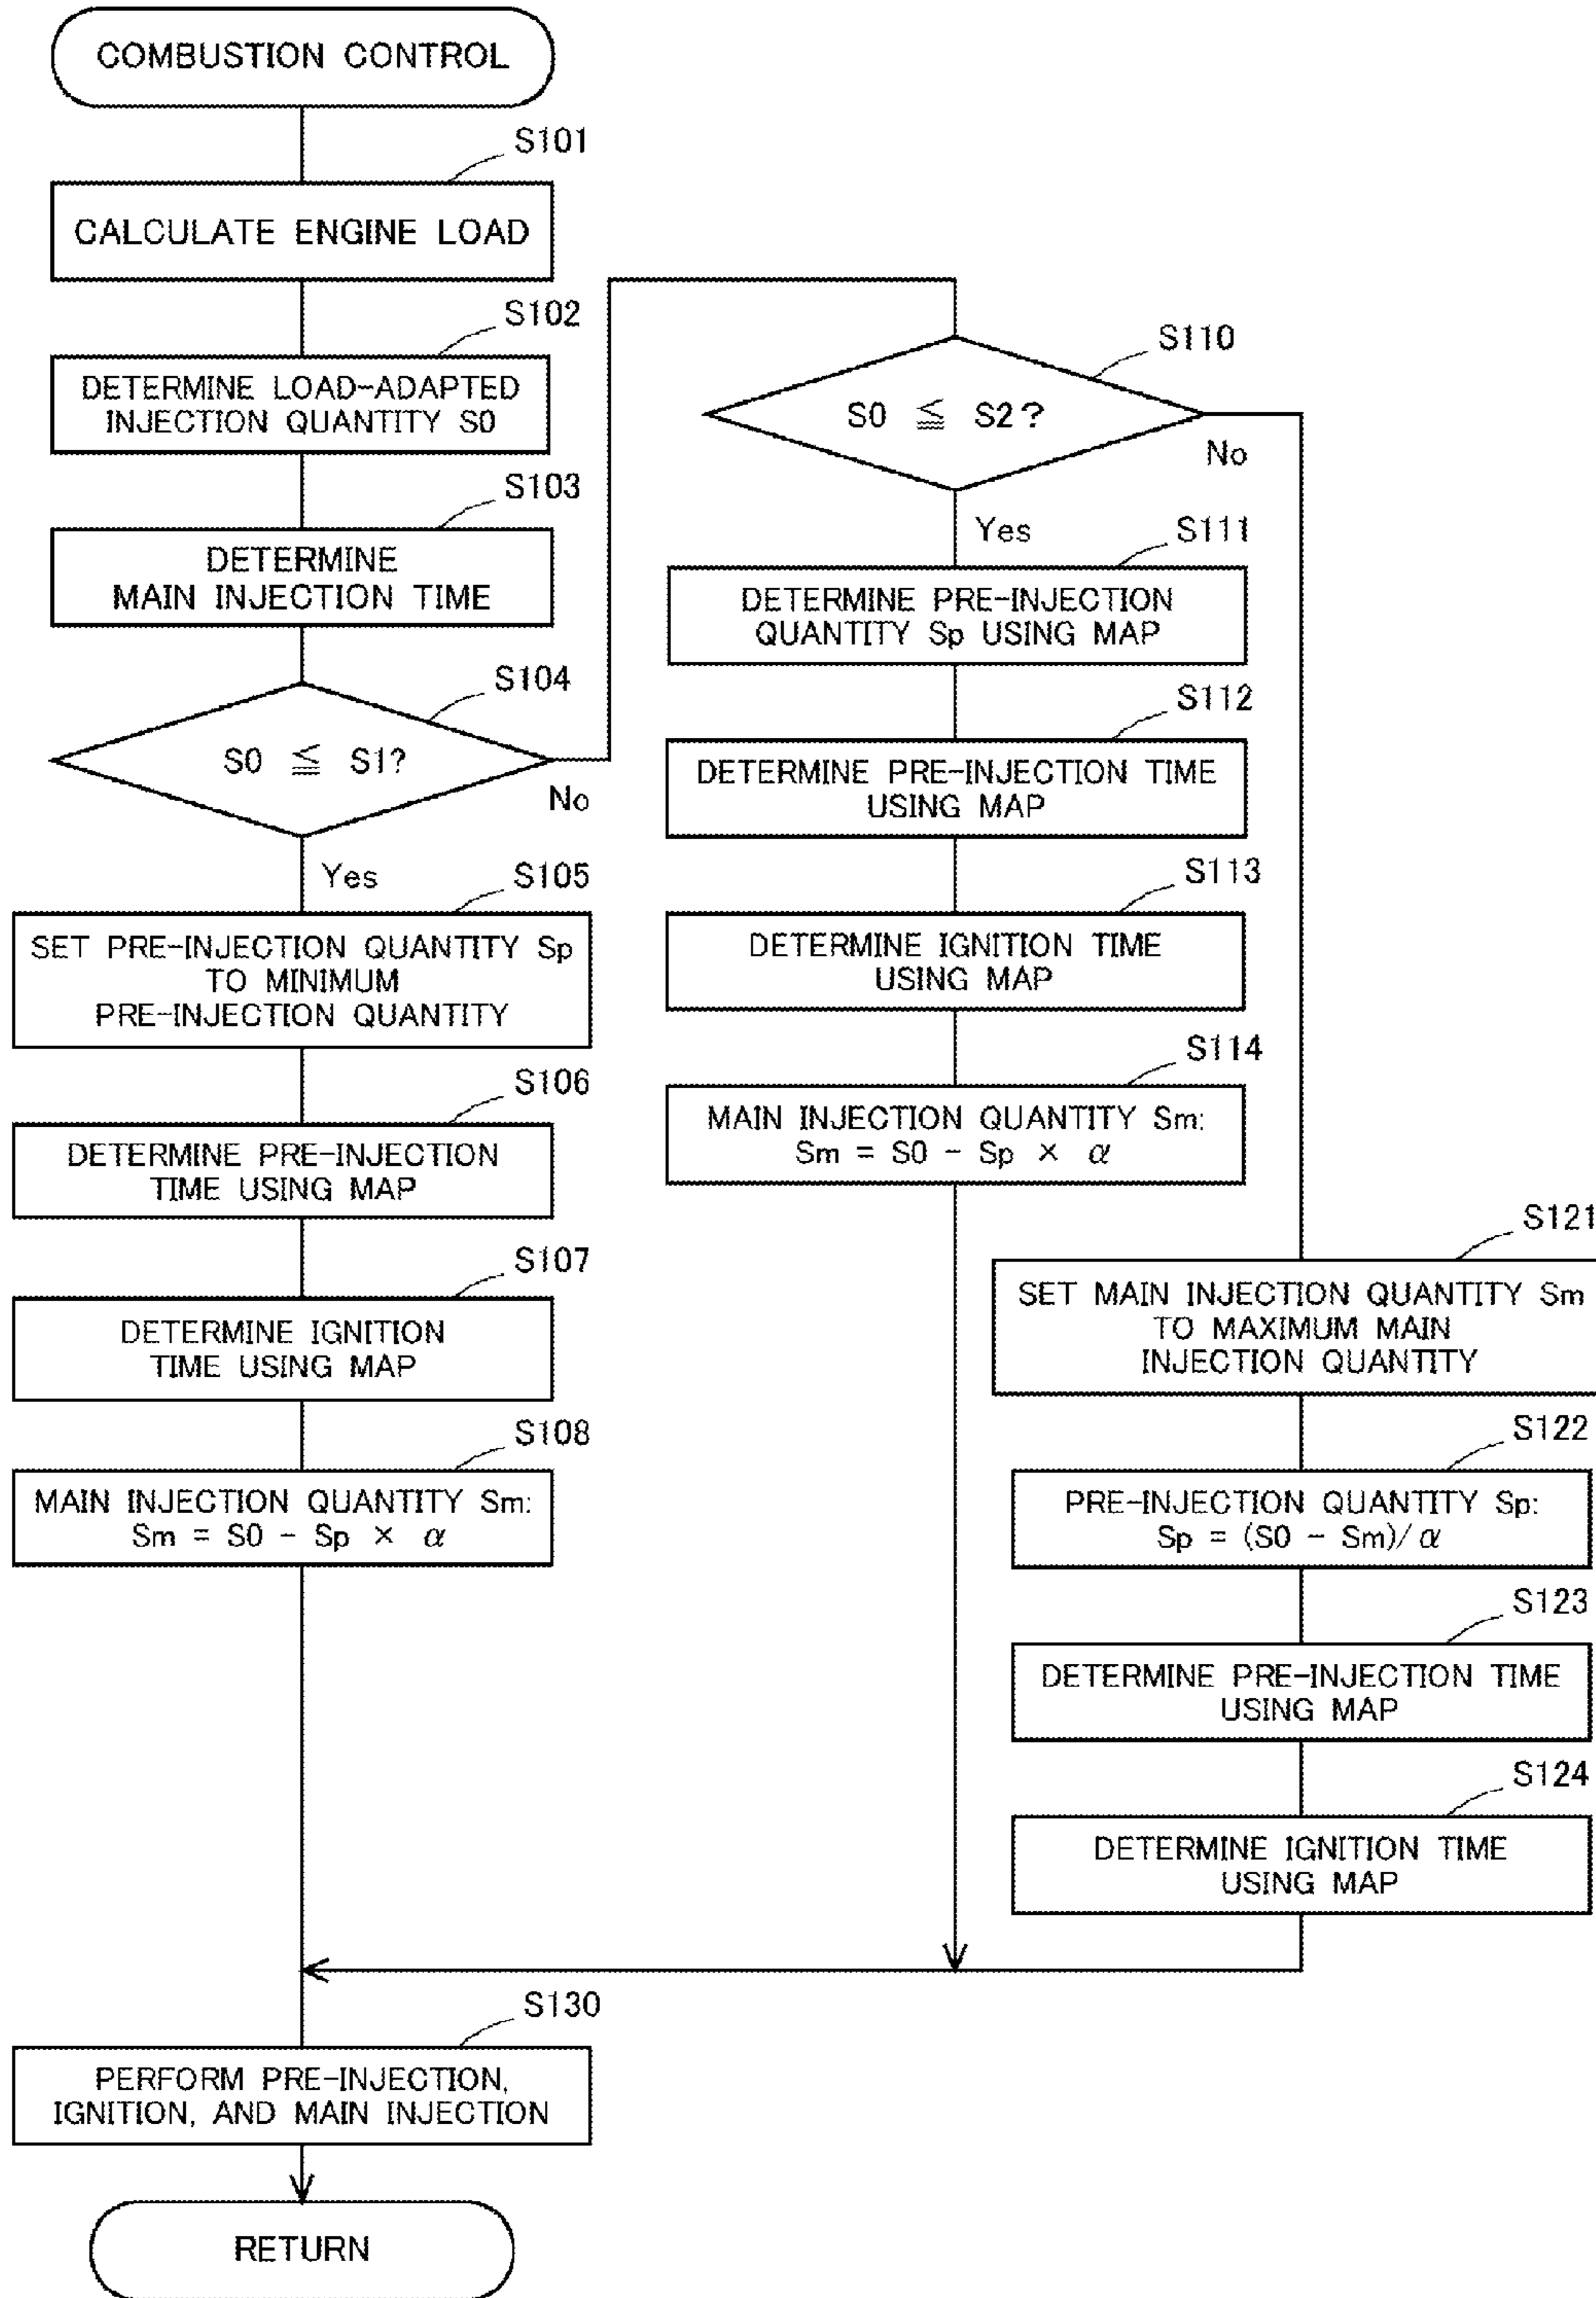 COMBUSTION CONTROL
S101
CALCULATE ENGINE LOAD
S102
DETERMINE LOAD-ADAPTED
INJECTION QUANTITY S0
S103
DETERMINE
MAIN INJECTION TIME
S104
S0 ≦ S1?
No
Yes
S105
SET PRE-INJECTION QUANTITY Sp
TO MINIMUM
PRE-INJECTION QUANTITY
S106
DETERMINE PRE-INJECTION
TIME USING MAP
S107
DETERMINE IGNITION
TIME USING MAP
S108
MAIN INJECTION QUANTITY Sm:
Sm = S0 - Sp × α
S110
S0 ≦ S2?
No
Yes
S111
DETERMINE PRE-INJECTION
QUANTITY Sp USING MAP
S112
DETERMINE PRE-INJECTION TIME
USING MAP
S113
DETERMINE IGNITION TIME
USING MAP
S114
MAIN INJECTION QUANTITY Sm:
Sm = S0 - Sp × α
S121
SET MAIN INJECTION QUANTITY Sm
TO MAXIMUM MAIN
INJECTION QUANTITY
S122
PRE-INJECTION QUANTITY Sp:
Sp = (S0 - Sm)/α
S123
DETERMINE PRE-INJECTION TIME
USING MAP
S124
DETERMINE IGNITION TIME
USING MAP
S130
PERFORM PRE-INJECTION,
IGNITION, AND MAIN INJECTION
RETURN